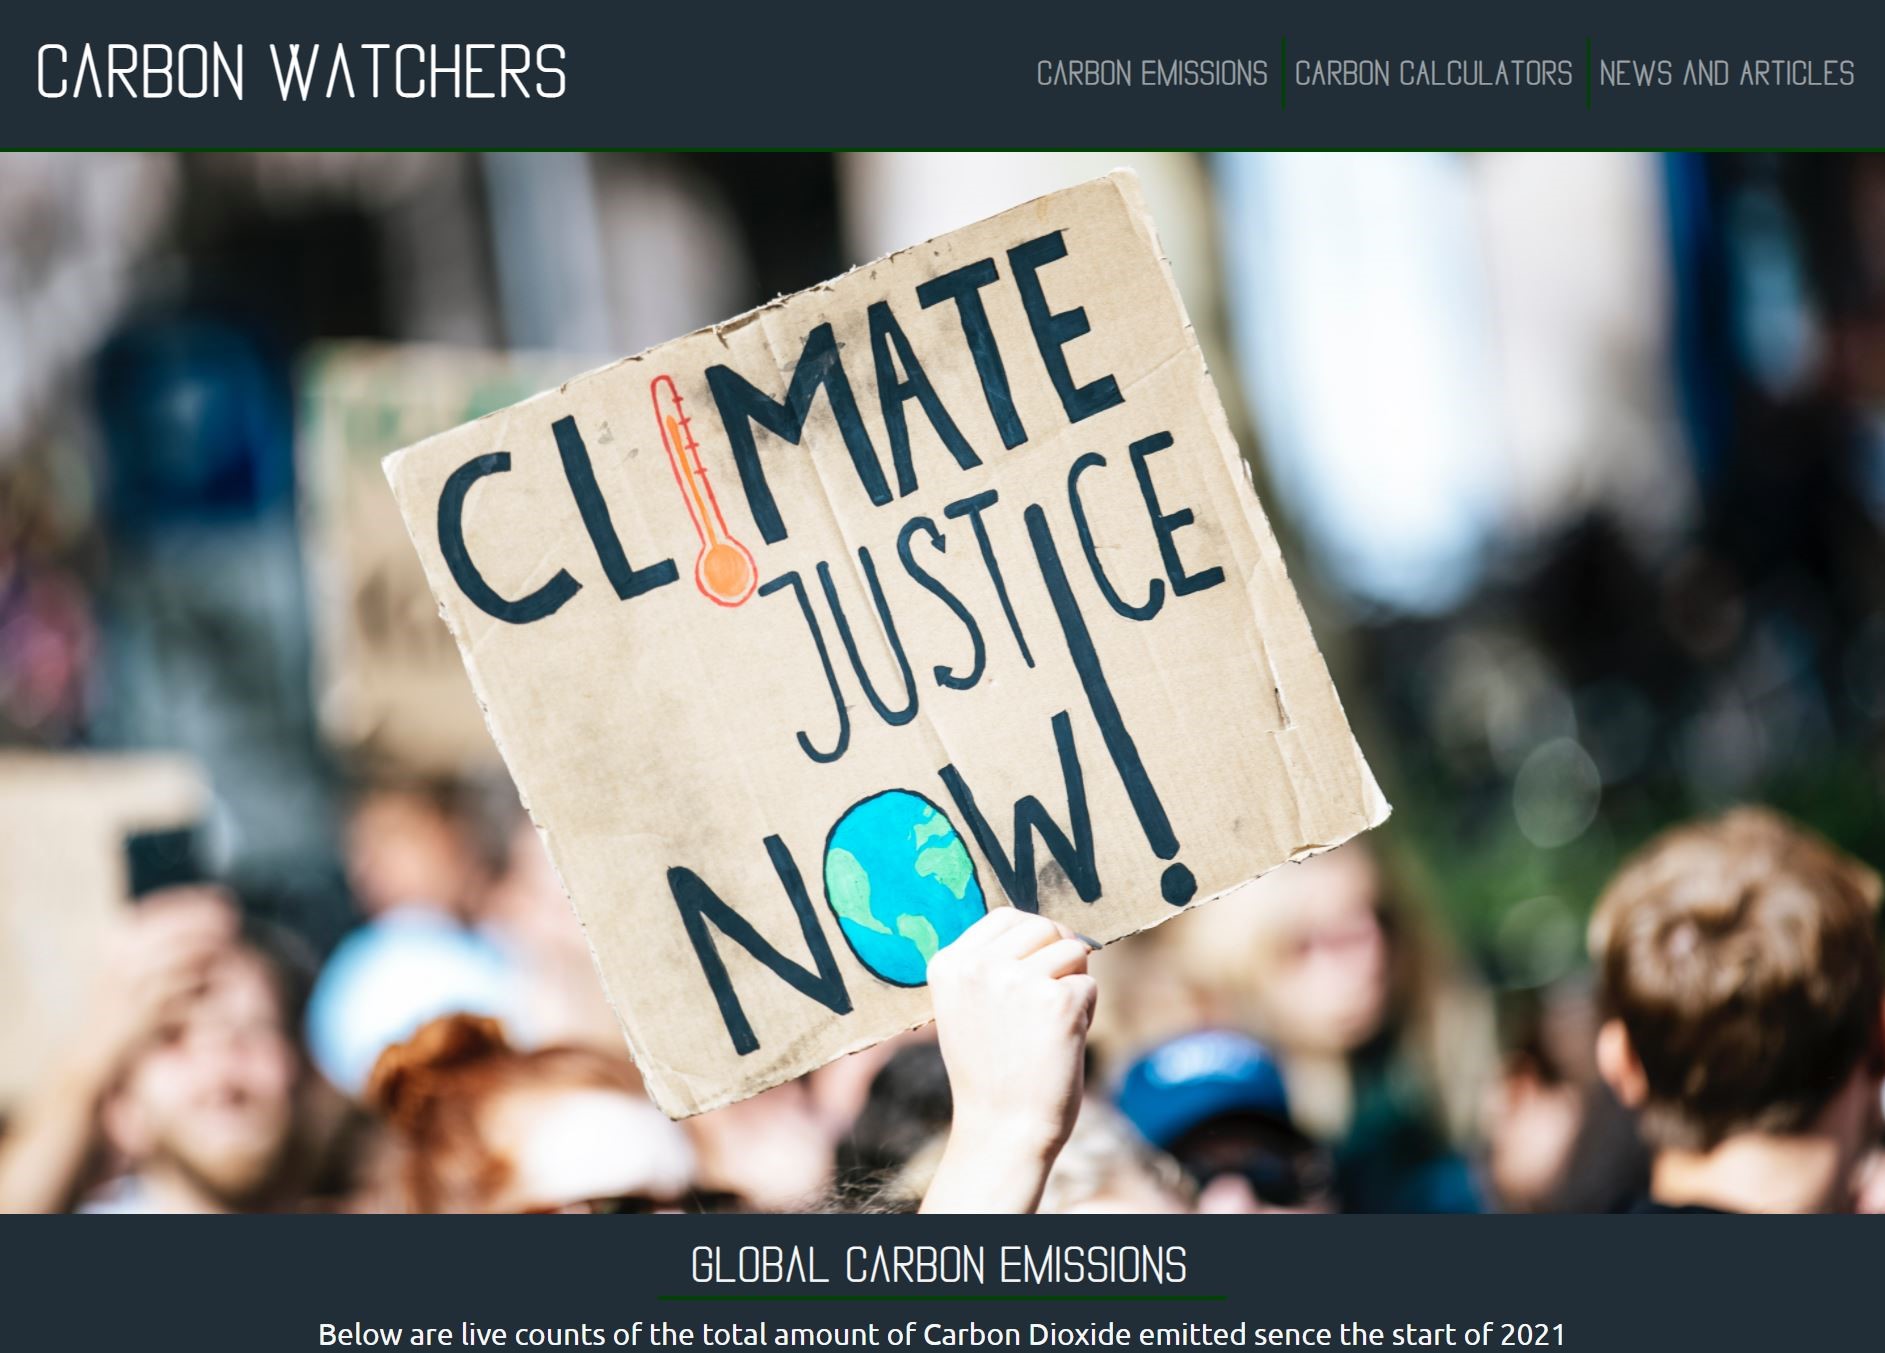 CARBON WATCHERS
CARBON EMISSIONS
CARBON CALCULATORS
NEWS AND ARTICLES
CLIMATE
JUSTICE
NOW!
GLOBAL CARBON EMISSIONS
Below are live counts of the total amount of Carbon Dioxide emitted sence the start of 2021